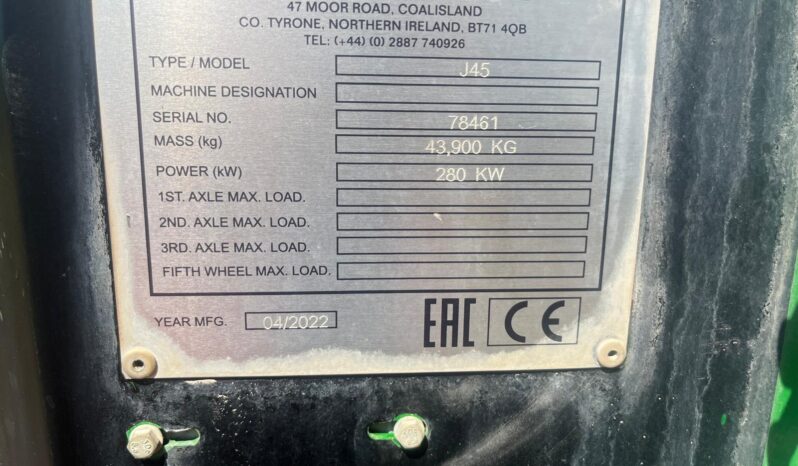 47 MOOR ROAD, COALISLAND
CO. TYRONE, NORTHERN IRELAND, BT71 4QB
TEL: (+44) (0) 2887 740926
TYPE / MODEL J45
MACHINE DESIGNATION
SERIAL NO. 78461
MASS (kg) 43,900 KG
POWER (kW) 280 KW
1ST. AXLE MAX. LOAD.
2ND. AXLE MAX. LOAD.
3RD. AXLE MAX. LOAD.
FIFTH WHEEL MAX. LOAD.
YEAR MFG. 04/2022 EAC CE